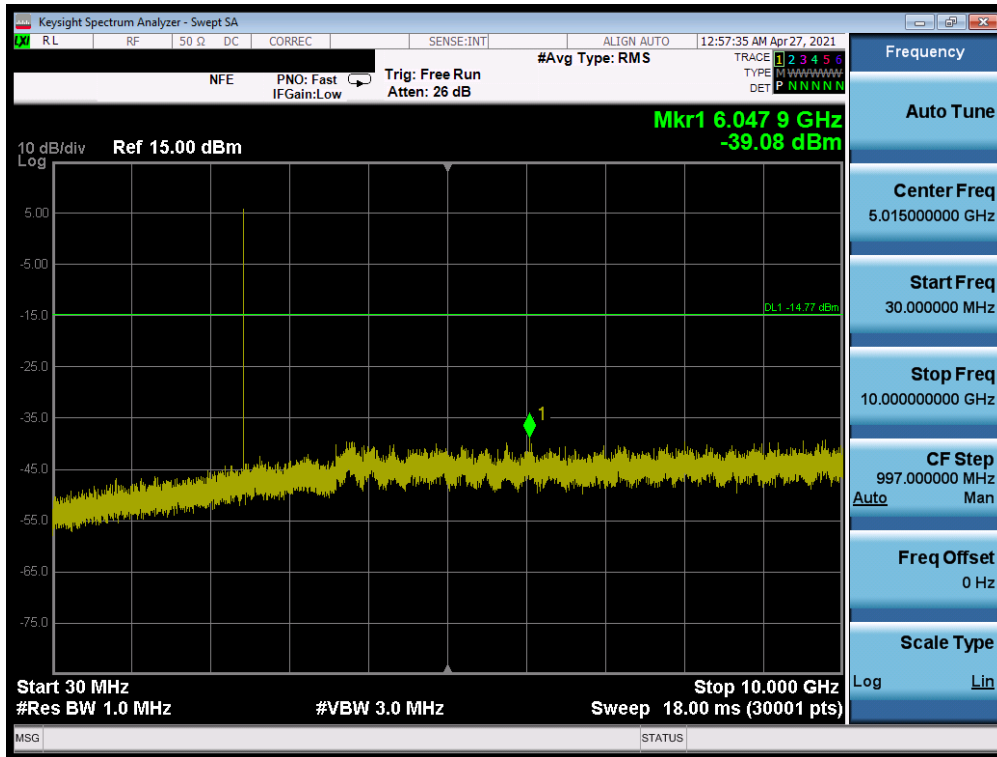 Keysight Spectrum Analyzer - Swept SA
LXI RL RF 50 Ω DC CORREC SENSE:INT ALIGN AUTO 12:57:35 AM Apr 27, 2021
NFE PNO: Fast IFGain:Low
Trig: Free Run
Atten: 26 dB
#Avg Type: RMS
TRACE 1 2 3 4 5 6
TYPE M WWWWW
DET P N N N N N
Mkr1 6.047 9 GHz
-39.08 dBm
10 dB/div Ref 15.00 dBm
Log
5.00
-5.00
-15.0
-25.0
-35.0
-45.0
-55.0
-65.0
-75.0
DL1 -14.77 dBm
1
Start 30 MHz Stop 10.000 GHz
#Res BW 1.0 MHz #VBW 3.0 MHz Sweep 18.00 ms (30001 pts)
MSG STATUS
Frequency
Auto Tune
Center Freq
5.015000000 GHz
Start Freq
30.000000 MHz
Stop Freq
10.000000000 GHz
CF Step
997.000000 MHz
Auto Man
Freq Offset
0 Hz
Scale Type
Log Lin